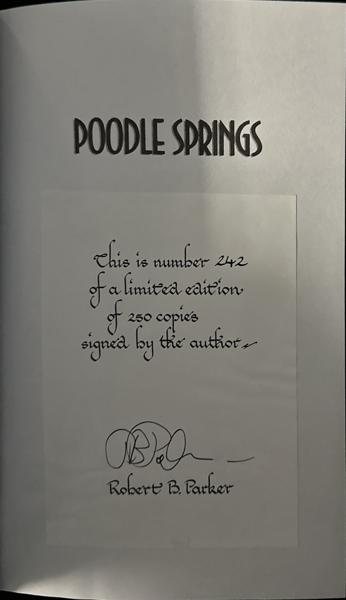 POODLE SPRINGS
This is number 242
of a limited edition
of 250 copies
signed by the author
Robert B. Parker